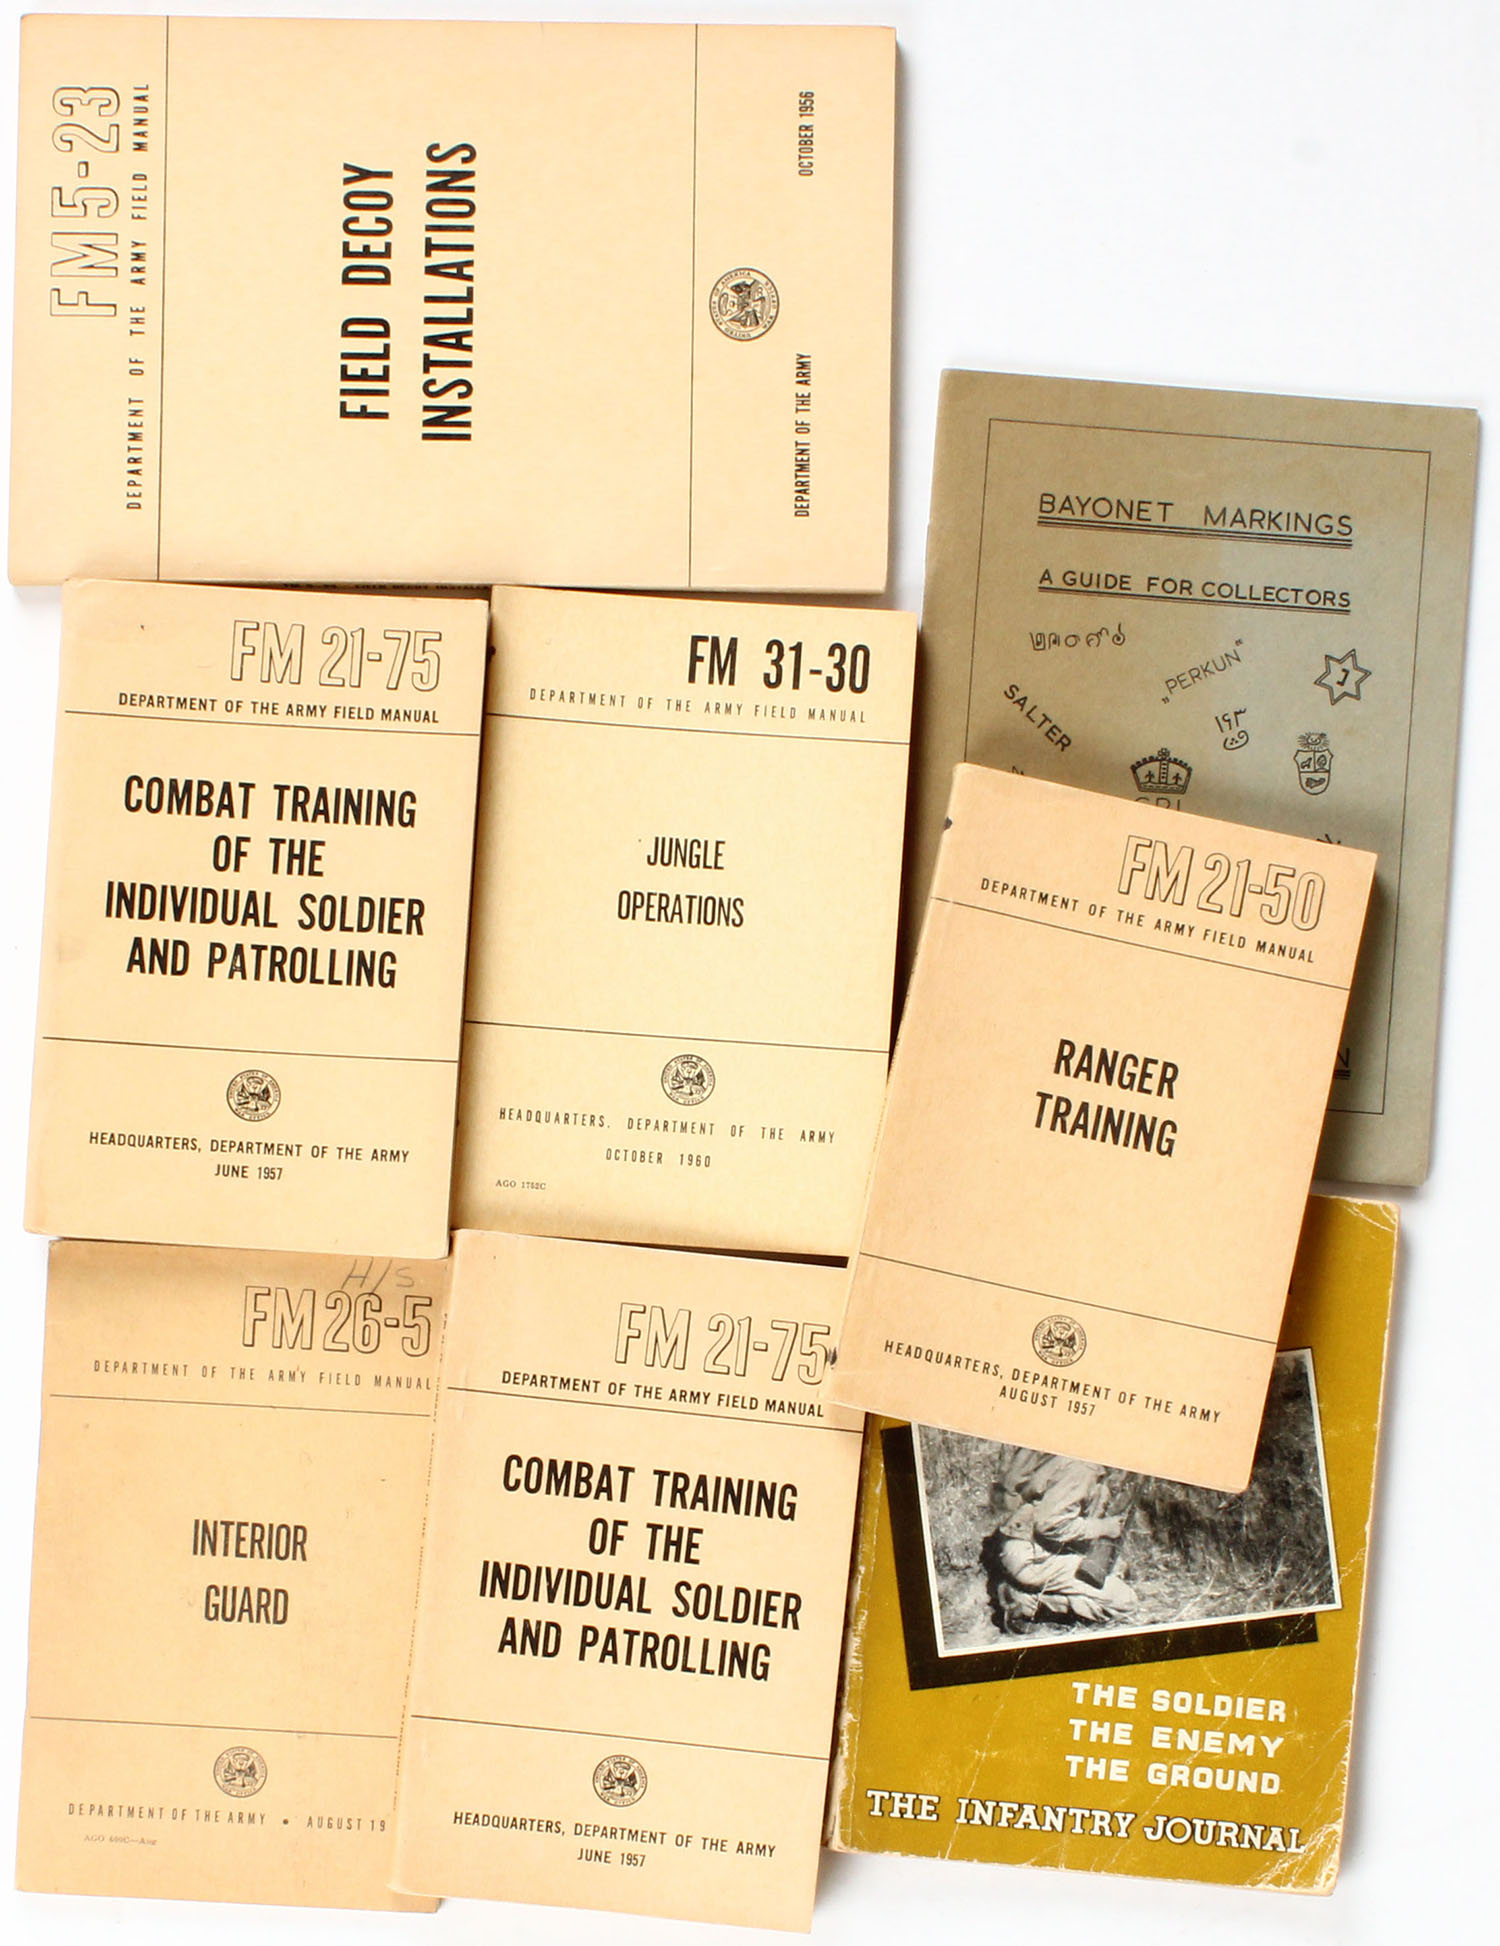 FM5-23
DEPARTMENT OF THE ARMY FIELD MANUAL
FIELD DECOY
INSTALLATIONS
DEPARTMENT OF THE ARMY
OCTOBER 1956
FM 21-75
DEPARTMENT OF THE ARMY FIELD MANUAL
COMBAT TRAINING
OF THE
INDIVIDUAL SOLDIER
AND PATROLLING
HEADQUARTERS, DEPARTMENT OF THE ARMY
JUNE 1957
FM 31-30
DEPARTMENT OF THE ARMY FIELD MANUAL
JUNGLE
OPERATIONS
HEADQUARTERS, DEPARTMENT OF THE ARMY
OCTOBER 1960
AGO 1752C
BAYONET MARKINGS
A GUIDE FOR COLLECTORS
„PERKUN“
J
SALTER
١٩٣
FM 21-50
DEPARTMENT OF THE ARMY FIELD MANUAL
RANGER
TRAINING
HEADQUARTERS, DEPARTMENT OF THE ARMY
AUGUST 1957
H/S
FM 26-5
DEPARTMENT OF THE ARMY FIELD MANUAL
INTERIOR
GUARD
DEPARTMENT OF THE ARMY • AUGUST 19
FM 21-75
DEPARTMENT OF THE ARMY FIELD MANUAL
COMBAT TRAINING
OF THE
INDIVIDUAL SOLDIER
AND PATROLLING
HEADQUARTERS, DEPARTMENT OF THE ARMY
JUNE 1957
THE SOLDIER
THE ENEMY
THE GROUND
THE INFANTRY JOURNAL